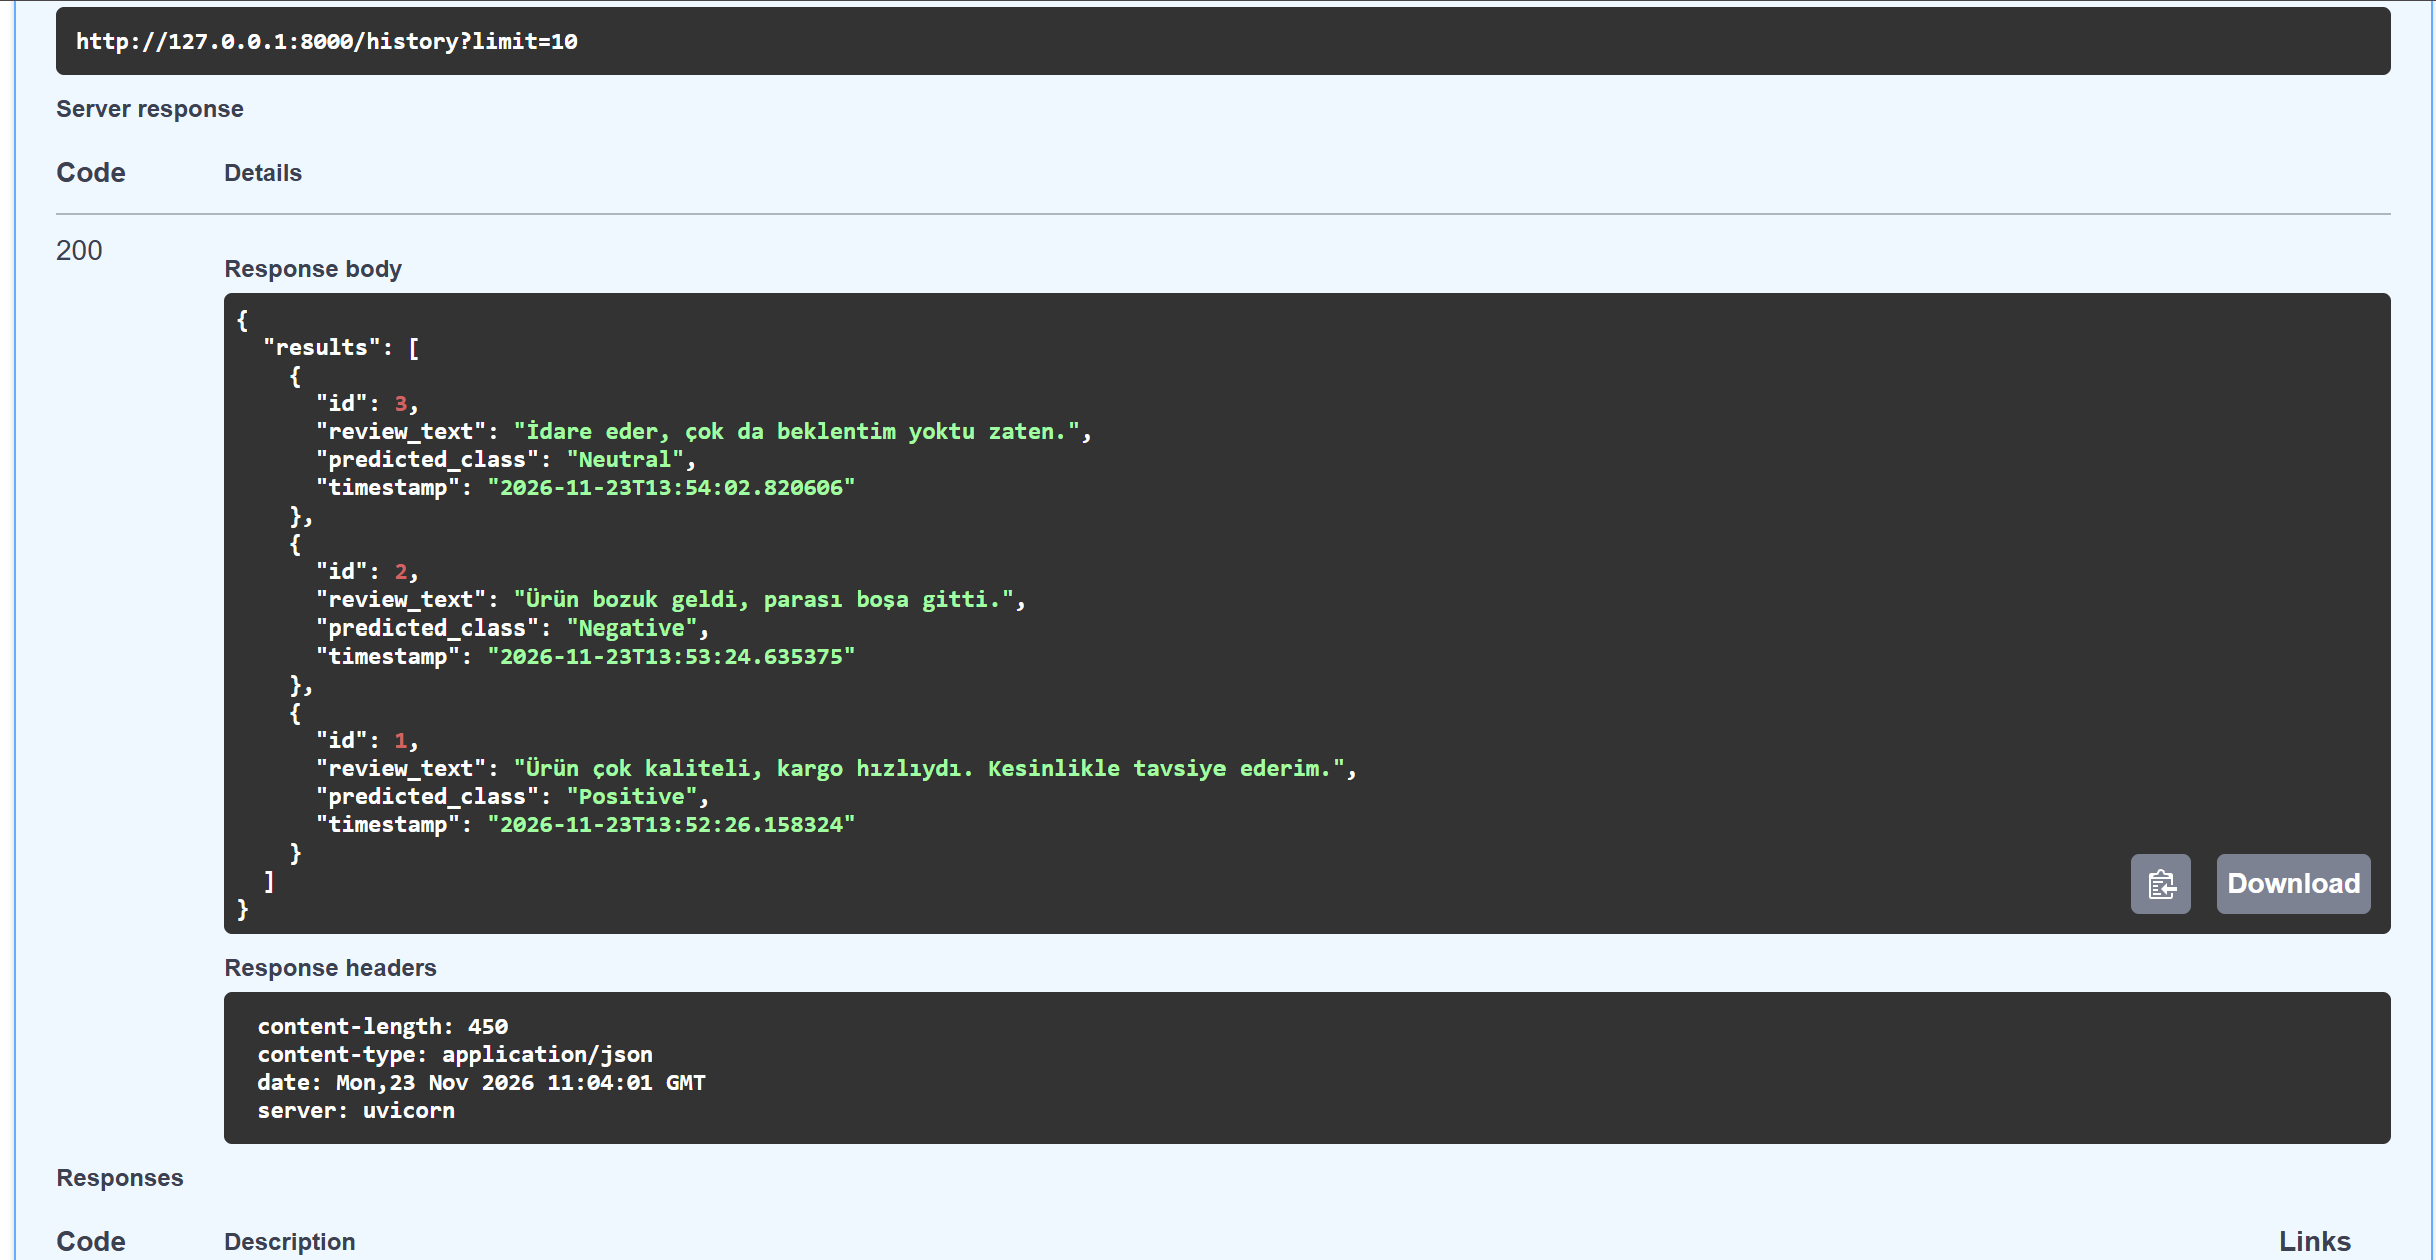 http://127.0.0.1:8000/history?limit=10
Server response
Code Details
200
Response body
{
  "results": [
    {
      "id": 3,
      "review_text": "İdare eder, çok da beklentim yoktu zaten.",
      "predicted_class": "Neutral",
      "timestamp": "2026-11-23T13:54:02.820606"
    },
    {
      "id": 2,
      "review_text": "Ürün bozuk geldi, parası boşa gitti.",
      "predicted_class": "Negative",
      "timestamp": "2026-11-23T13:53:24.635375"
    },
    {
      "id": 1,
      "review_text": "Ürün çok kaliteli, kargo hızlıydı. Kesinlikle tavsiye ederim.",
      "predicted_class": "Positive",
      "timestamp": "2026-11-23T13:52:26.158324"
    }
  ]
}
Download
Response headers
content-length: 450
content-type: application/json
date: Mon,23 Nov 2026 11:04:01 GMT
server: uvicorn
Responses
Code Description Links